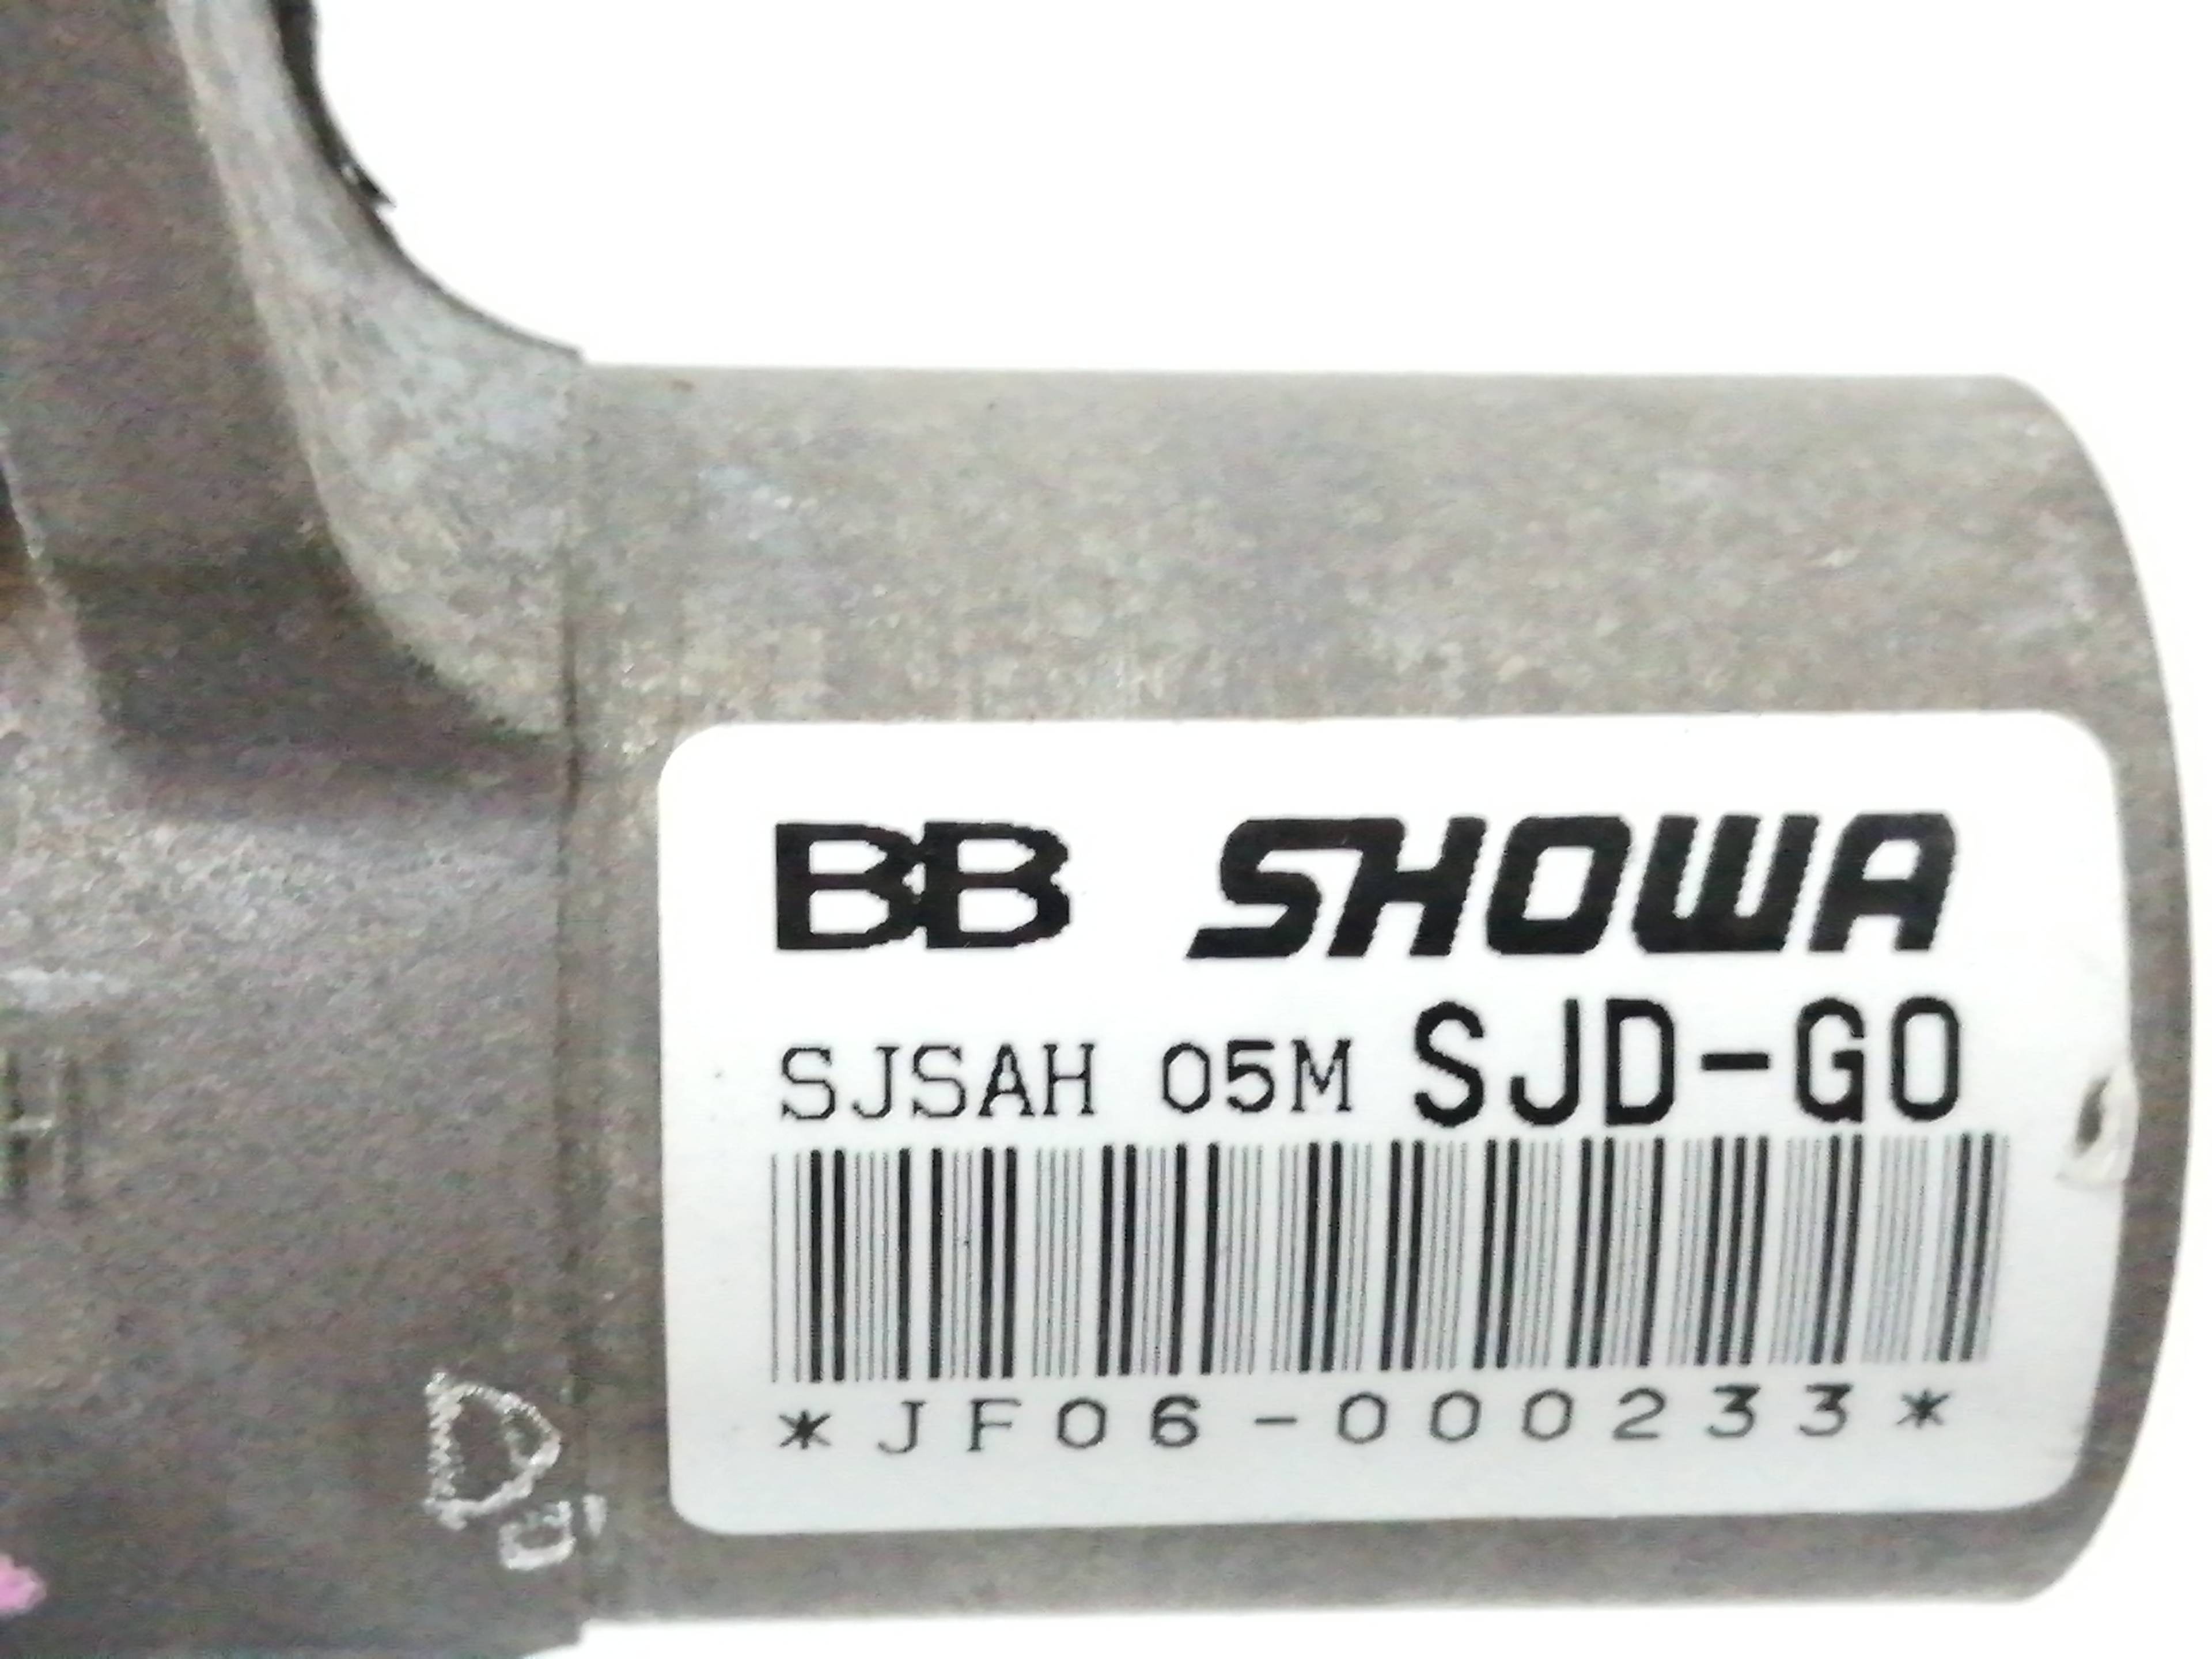 BB SHOWA
SJSAH 05M SJD-G0
*JF06-000233*
H